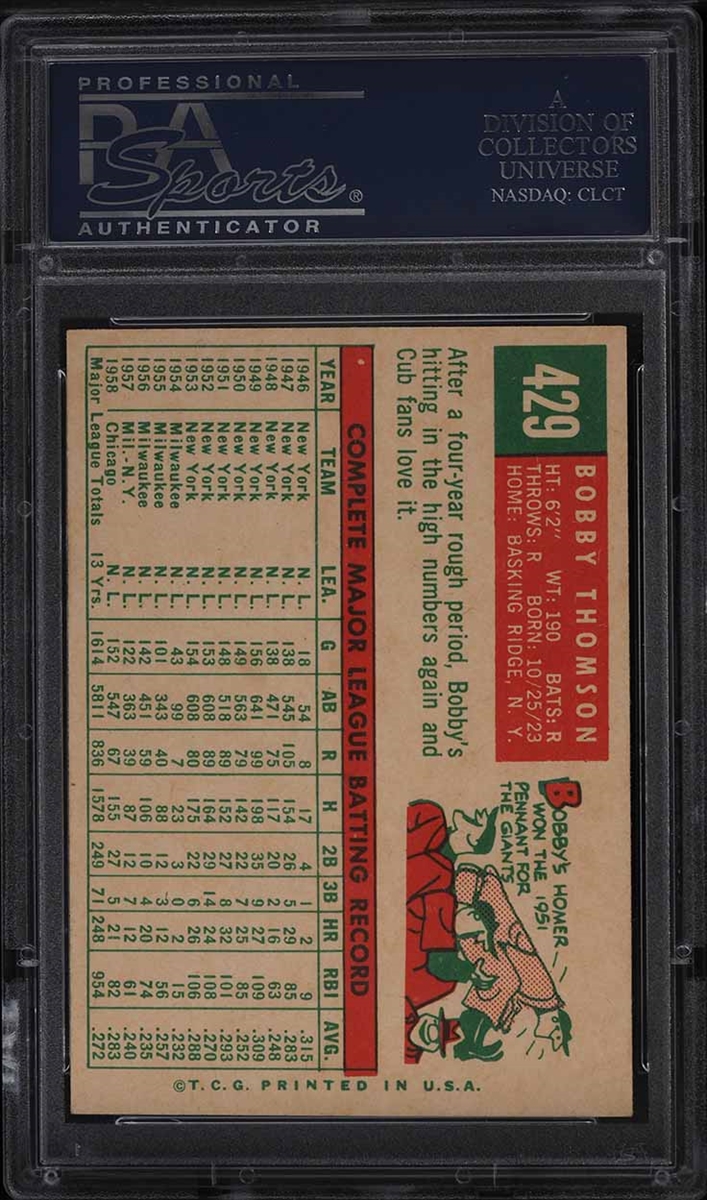 PROFESSIONAL
PSA
Sports®
AUTHENTICATOR
A
DIVISION OF
COLLECTORS
UNIVERSE
NASDAQ: CLCT
429
BOBBY THOMSON
HT: 6'2" WT: 190 BATS: R
THROWS: R BORN: 10/25/23
HOME: BASKING RIDGE, N. Y.
After a four-year rough period, Bobby's
hitting in the high numbers again and
Cub fans love it.
BOBBY'S HOMER
WON THE 1951
PENNANT FOR
THE GIANTS
COMPLETE MAJOR LEAGUE BATTING RECORD
YEAR TEAM LEA. G AB R H 2B 3B HR RBI AVG.
1946 New York N. L. 18 54 8 17 4 1 2 9 .315
1947 New York N. L. 138 545 105 154 26 5 29 85 .283
1948 New York N. L. 138 471 75 117 20 2 16 63 .248
1949 New York N. L. 156 641 99 198 35 9 27 109 .309
1950 New York N. L. 149 563 79 142 22 7 25 85 .252
1951 New York N. L. 148 518 89 152 27 8 32 101 .293
1952 New York N. L. 153 608 89 164 29 14 24 108 .270
1953 New York N. L. 154 608 80 175 22 6 26 106 .288
1954 Milwaukee N. L. 43 99 7 23 3 0 2 15 .232
1955 Milwaukee N. L. 101 343 40 88 12 3 12 56 .257
1956 Milwaukee N. L. 142 451 59 106 10 4 20 74 .235
1957 Mil.-N.Y. N. L. 122 363 39 87 12 7 12 61 .240
1958 Chicago N. L. 152 547 67 155 27 5 21 82 .283
Major League Totals 13 Yrs. 1614 5811 836 1578 249 71 248 954 .272
©T.C.G. PRINTED IN U.S.A.